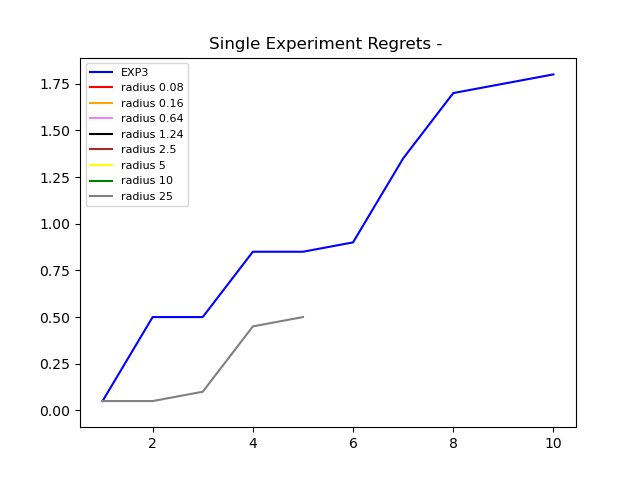 Single Experiment Regrets -
EXP3
radius 0.08
radius 0.16
radius 0.64
radius 1.24
radius 2.5
radius 5
radius 10
radius 25
1.75
1.50
1.25
1.00
0.75
0.50
0.25
0.00
2 4 6 8 10